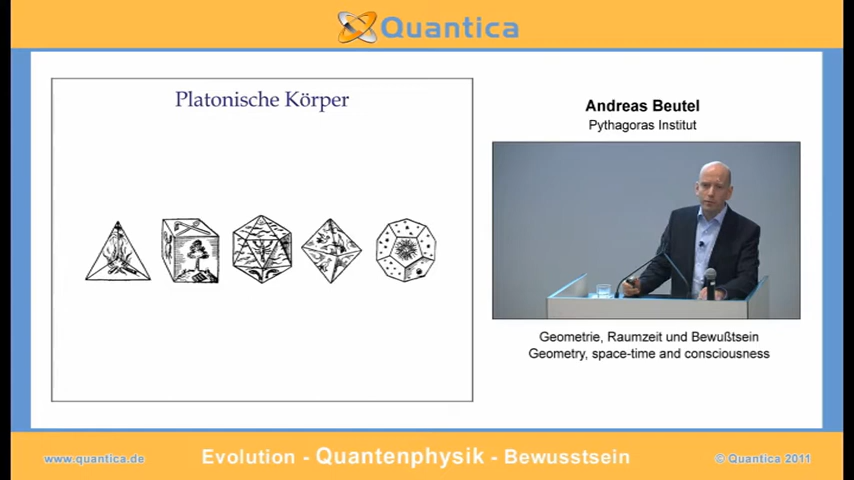 Quantica
Platonische Körper
Andreas Beutel
Pythagoras Institut
Geometrie, Raumzeit und Bewußtsein
Geometry, space-time and consciousness
www.quantica.de
Evolution - Quantenphysik - Bewusstsein
© Quantica 2011